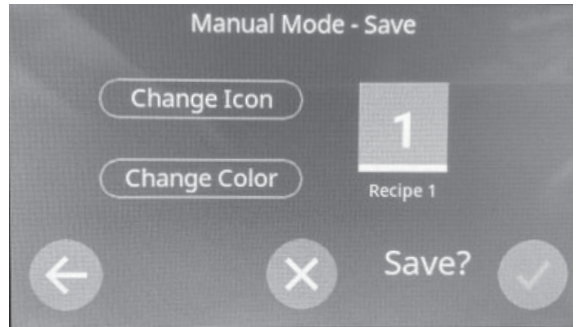 Manual Mode - Save
Change Icon
1
Change Color
Recipe 1
Save?